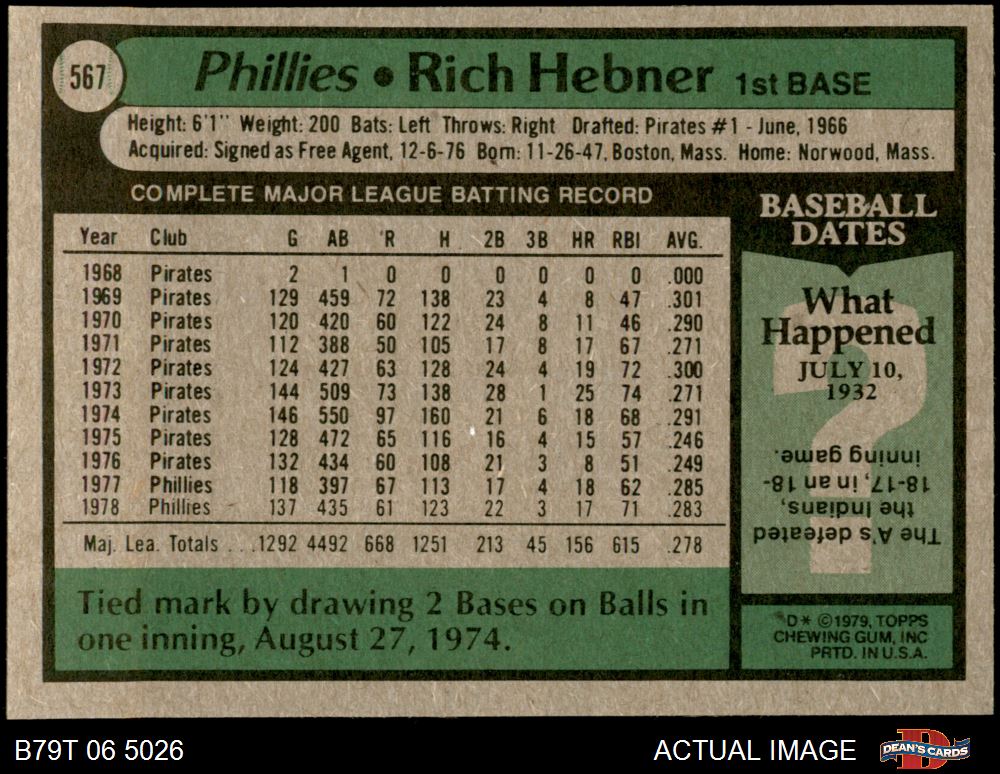 567
Phillies • Rich Hebner 1st BASE
Height: 6'1" Weight: 200 Bats: Left Throws: Right Drafted: Pirates #1 - June, 1966
Acquired: Signed as Free Agent, 12-6-76 Born: 11-26-47, Boston, Mass. Home: Norwood, Mass.
COMPLETE MAJOR LEAGUE BATTING RECORD
Year Club G AB R H 2B 3B HR RBI AVG.
1968 Pirates 2 1 0 0 0 0 0 0 .000
1969 Pirates 129 459 72 138 23 4 8 47 .301
1970 Pirates 120 420 60 122 24 8 11 46 .290
1971 Pirates 112 388 50 105 17 8 17 67 .271
1972 Pirates 124 427 63 128 24 4 19 72 .300
1973 Pirates 144 509 73 138 28 1 25 74 .271
1974 Pirates 146 550 97 160 21 6 18 68 .291
1975 Pirates 128 472 65 116 16 4 15 57 .246
1976 Pirates 132 434 60 108 21 3 8 51 .249
1977 Phillies 118 397 67 113 17 4 18 62 .285
1978 Phillies 137 435 61 123 22 3 17 71 .283
Maj. Lea. Totals . . .1292 4492 668 1251 213 45 156 615 .278
Tied mark by drawing 2 Bases on Balls in
one inning, August 27, 1974.
BASEBALL
DATES
What
Happened
JULY 10,
1932
?
The A's defeated
the Indians,
18-17, in an 18-
inning game.
D* ©1979, TOPPS
CHEWING GUM, INC
PRTD. IN U.S.A.
B79T 06 5026
ACTUAL IMAGE
D
DEAN'S CARDS